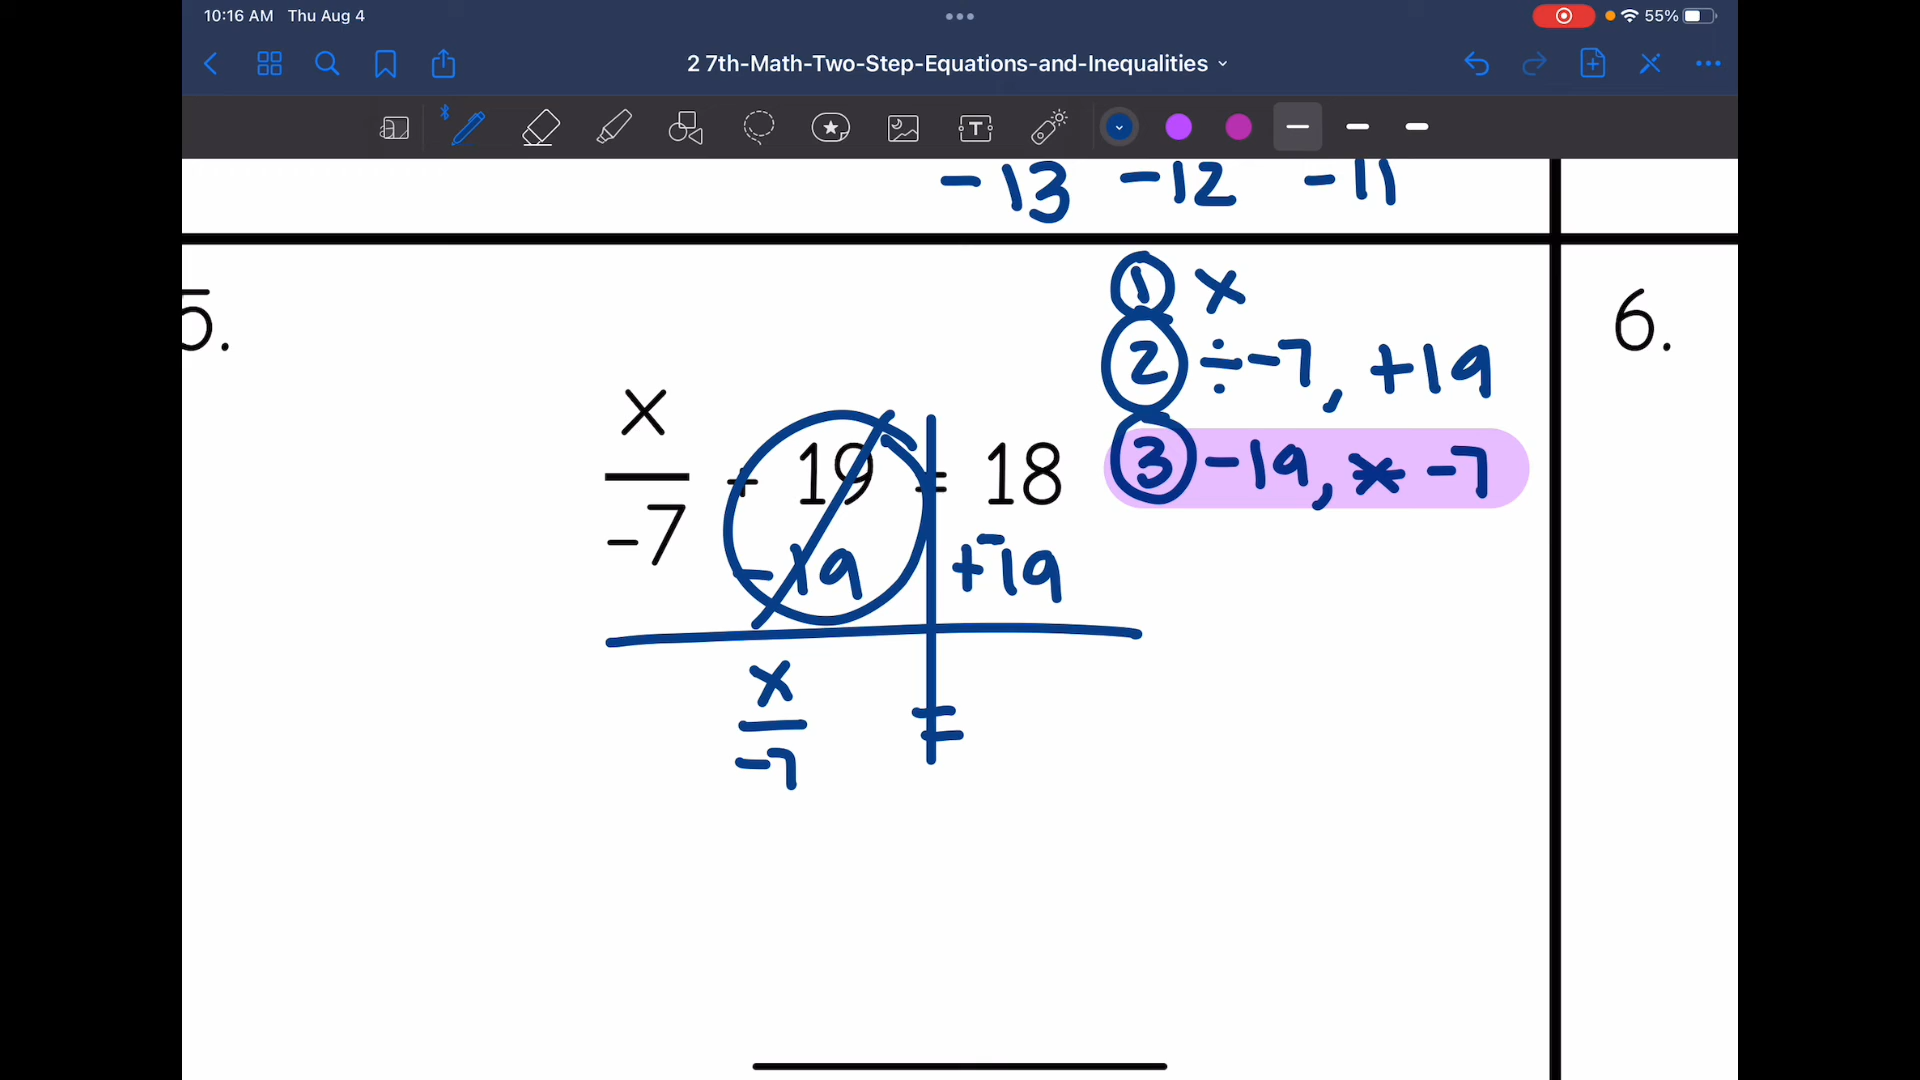 10:16 AM Thu Aug 4 55%
2 7th-Math-Two-Step-Equations-and-Inequalities
T
-13 -12 -11
5.
6.
① x
② ÷-7, +19
③ -19, * -7
x
-7
+ 19 = 18
-19 +-19
x
-7
=